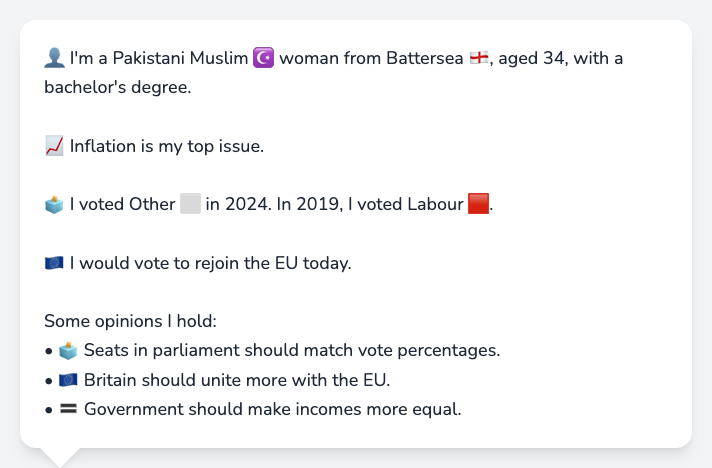 👤 I'm a Pakistani Muslim ☪️ woman from Battersea 🏴󠁧󠁢󠁥󠁮󠁧󠁿, aged 34, with a
bachelor's degree.
📈 Inflation is my top issue.
🗳️ I voted Other ⬜ in 2024. In 2019, I voted Labour 🟥.
🇪🇺 I would vote to rejoin the EU today.
Some opinions I hold:
• 🗳️ Seats in parliament should match vote percentages.
• 🇪🇺 Britain should unite more with the EU.
• 🟰 Government should make incomes more equal.